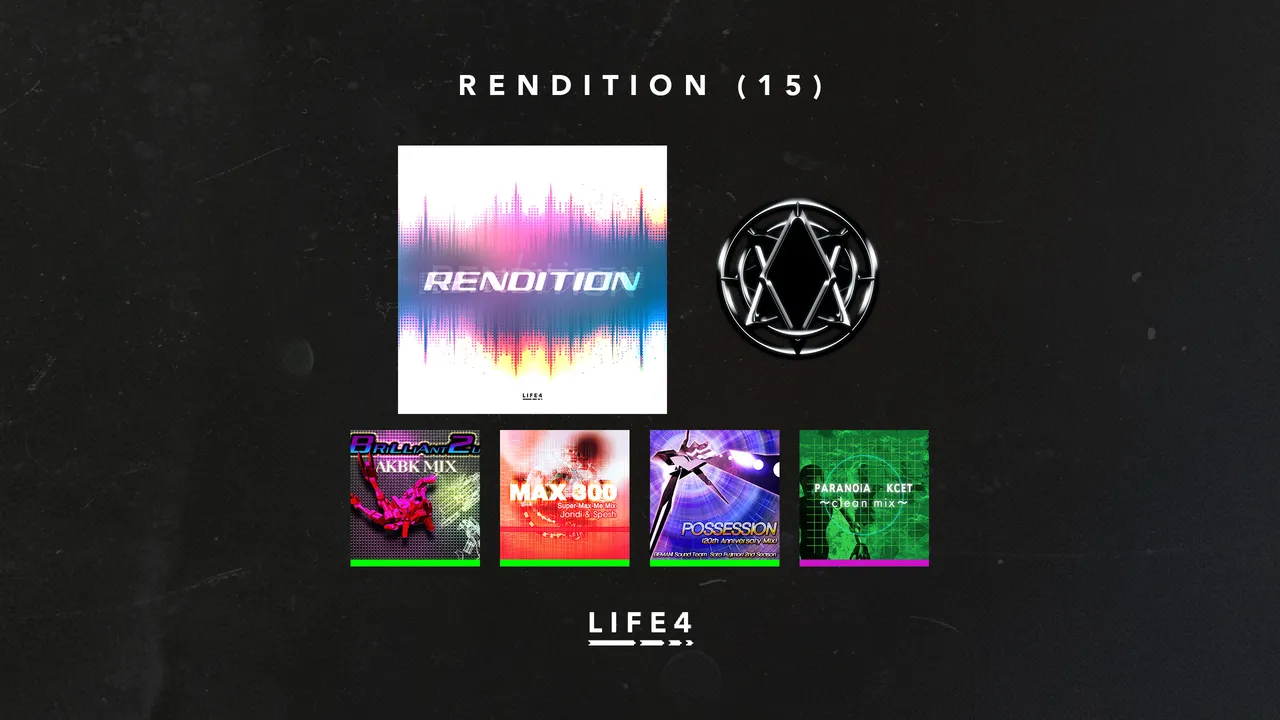 RENDITION (15)
RENDITION
LIFE4
BRILLIANT 2U
AKBK MIX
MAX 300
Super-Max-Me Mix
Jondi & Spesh
POSSESSION
(20th Anniversary Mix)
BEMANI Sound Team "Sota Fujimori 2nd Season"
PARANOIA KCET
～clean mix～
LIFE4